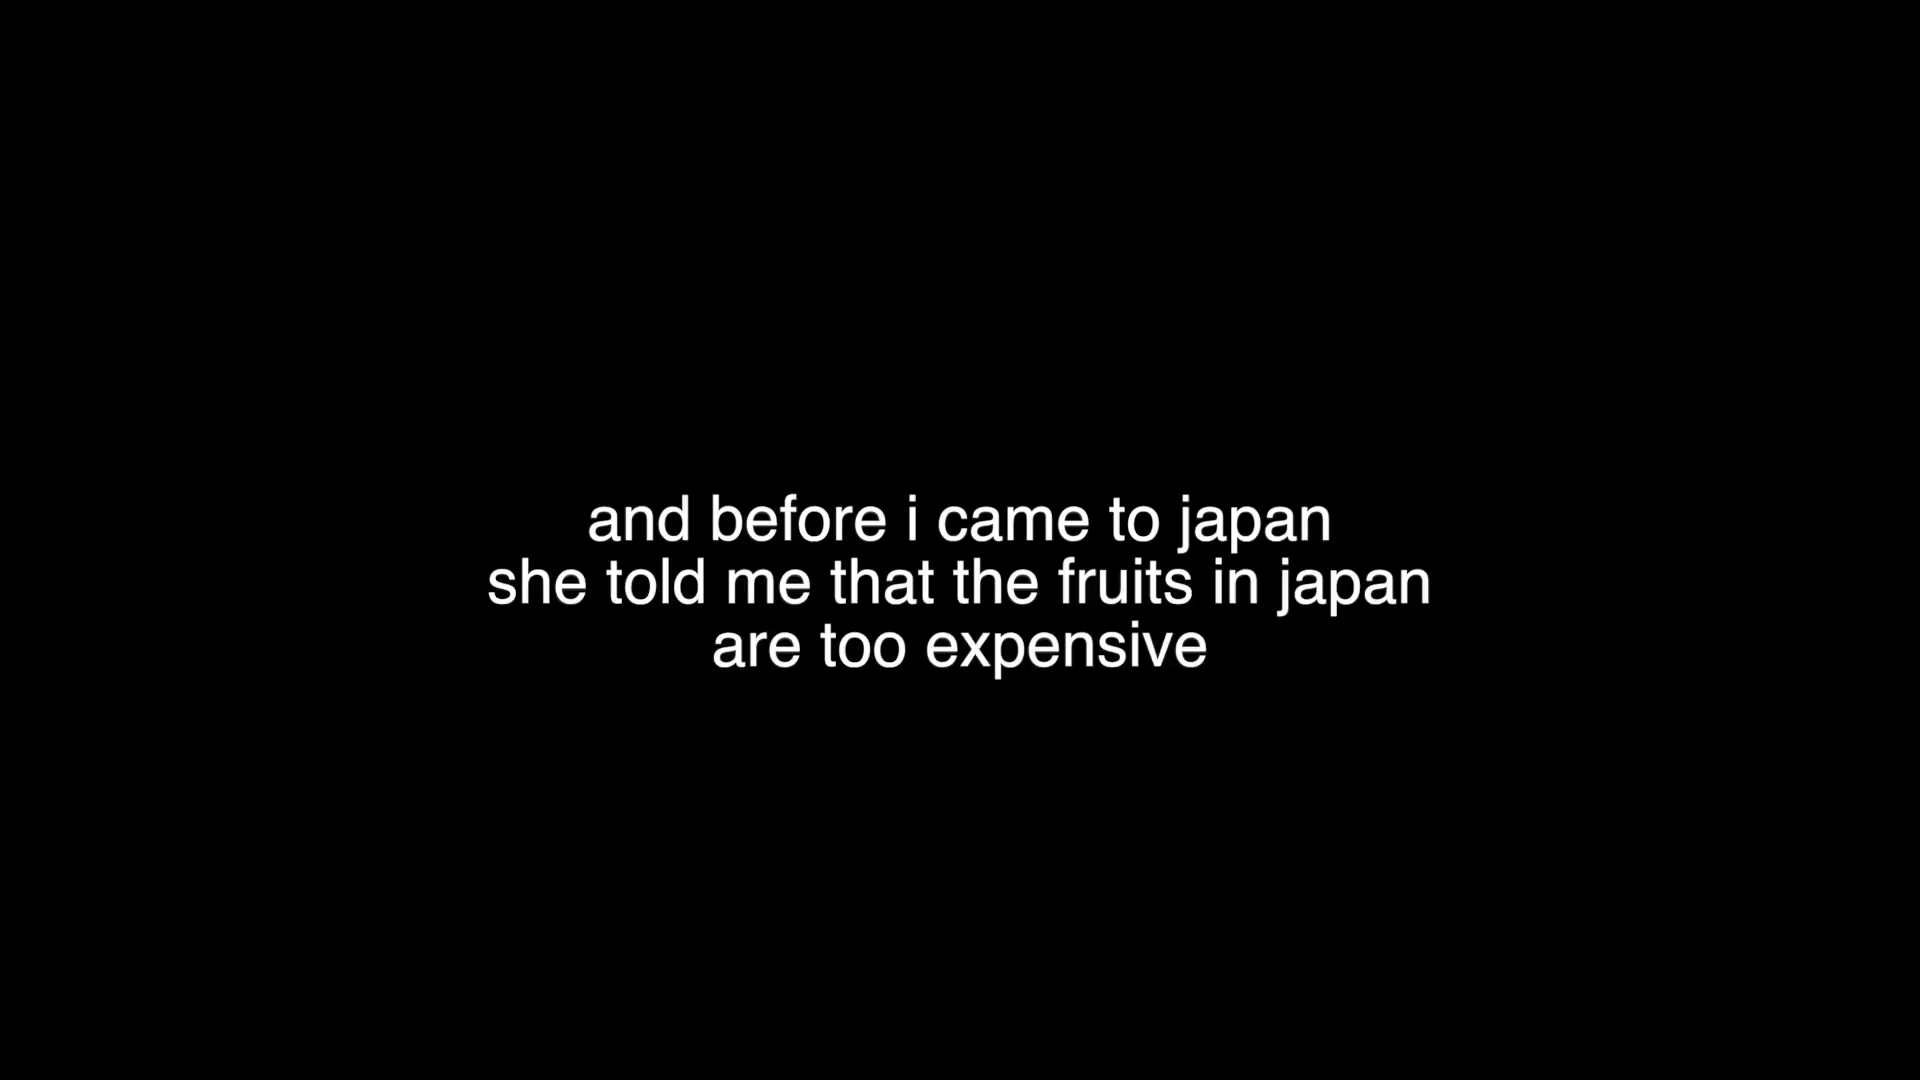 and before i came to japan
she told me that the fruits in japan
are too expensive